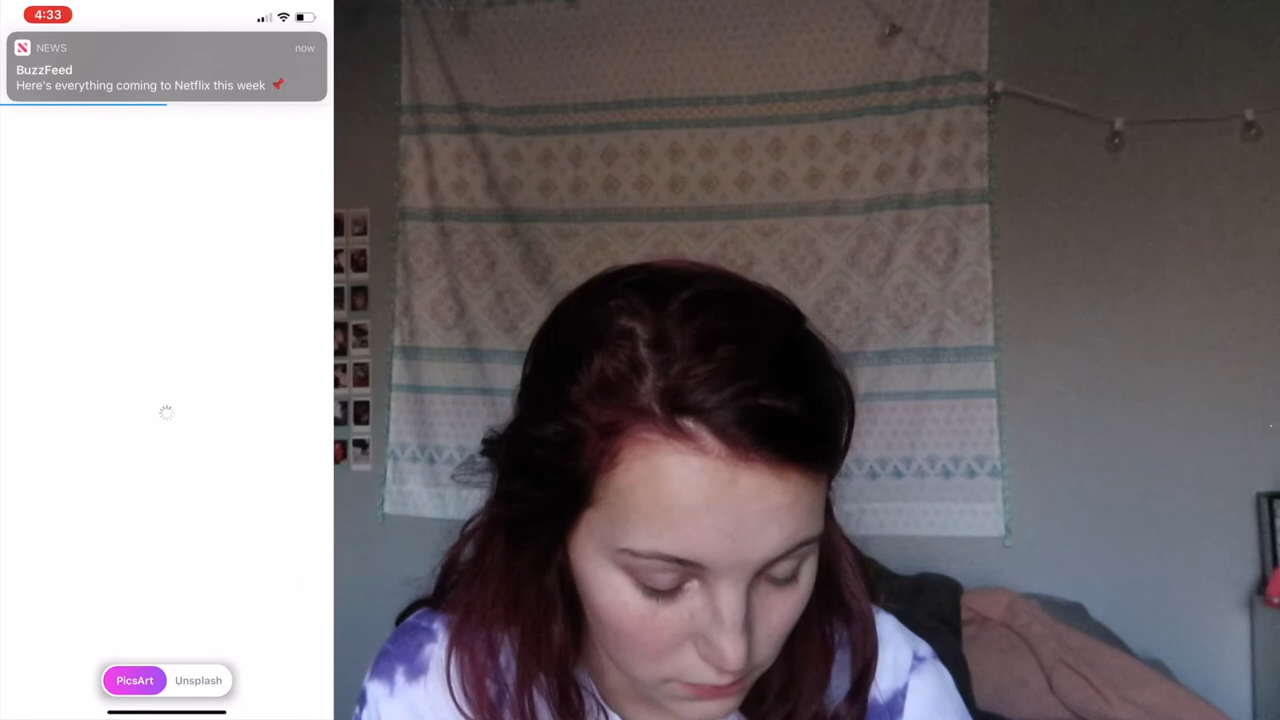 4:33
NEWS
now
BuzzFeed
Here's everything coming to Netflix this week 📌
PicsArt
Unsplash